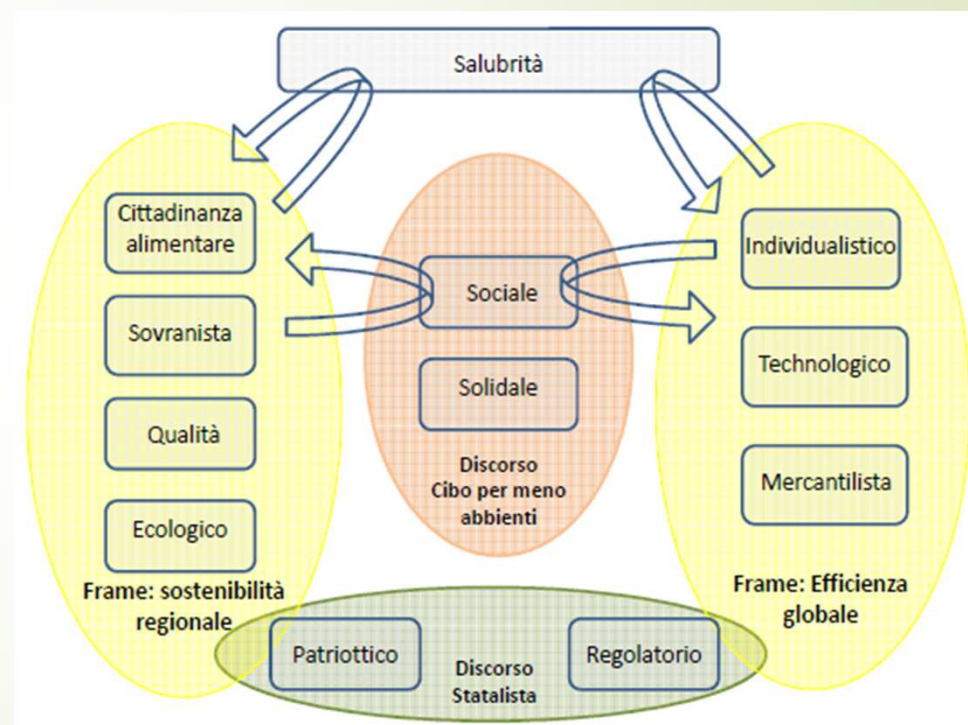 Salubrità
Cittadinanza
alimentare
Sovranista
Qualità
Ecologico
Frame: sostenibilità
regionale
Sociale
Solidale
Discorso
Cibo per meno
abbienti
Individualistico
Technologico
Mercantilista
Frame: Efficienza
globale
Patriottico
Discorso
Statalista
Regolatorio